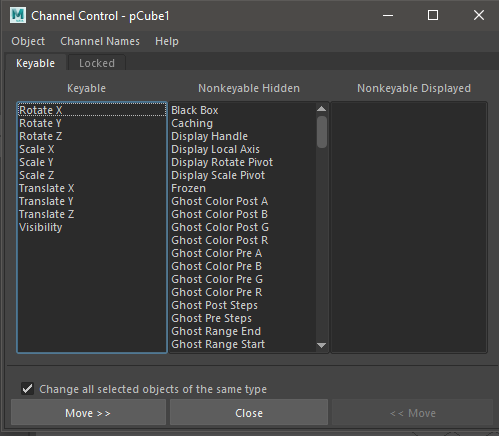 Channel Control - pCube1
Object Channel Names Help
Keyable Locked
Keyable Nonkeyable Hidden Nonkeyable Displayed
Rotate X
Rotate Y
Rotate Z
Scale X
Scale Y
Scale Z
Translate X
Translate Y
Translate Z
Visibility
Black Box
Caching
Display Handle
Display Local Axis
Display Rotate Pivot
Display Scale Pivot
Frozen
Ghost Color Post A
Ghost Color Post B
Ghost Color Post G
Ghost Color Post R
Ghost Color Pre A
Ghost Color Pre B
Ghost Color Pre G
Ghost Color Pre R
Ghost Post Steps
Ghost Pre Steps
Ghost Range End
Ghost Range Start
Change all selected objects of the same type
Move >> Close << Move